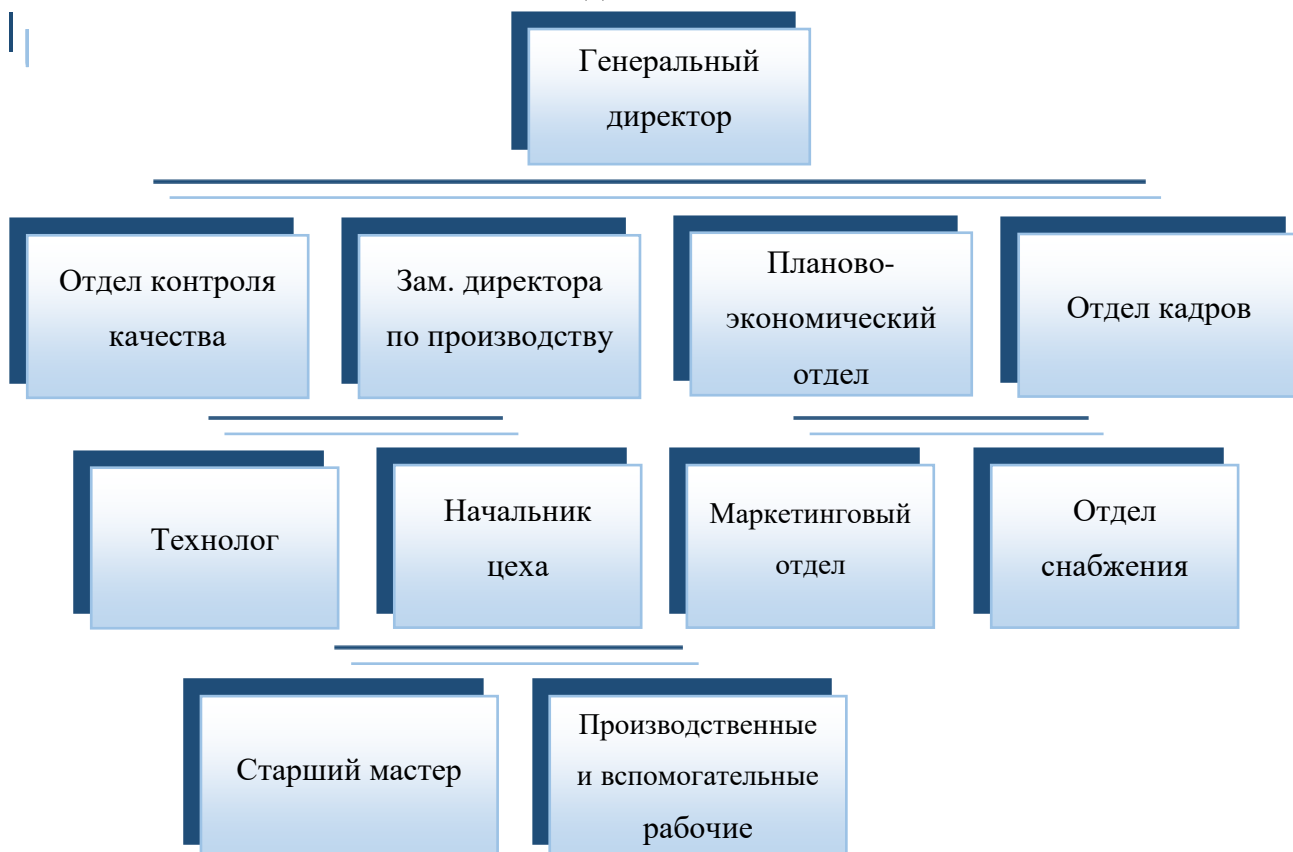 Генеральный
директор
Отдел контроля
качества
Зам. директора
по производству
Планово-
экономический
отдел
Отдел кадров
Технолог
Начальник
цеха
Маркетинговый
отдел
Отдел
снабжения
Старший мастер
Производственные
и вспомогательные
рабочие